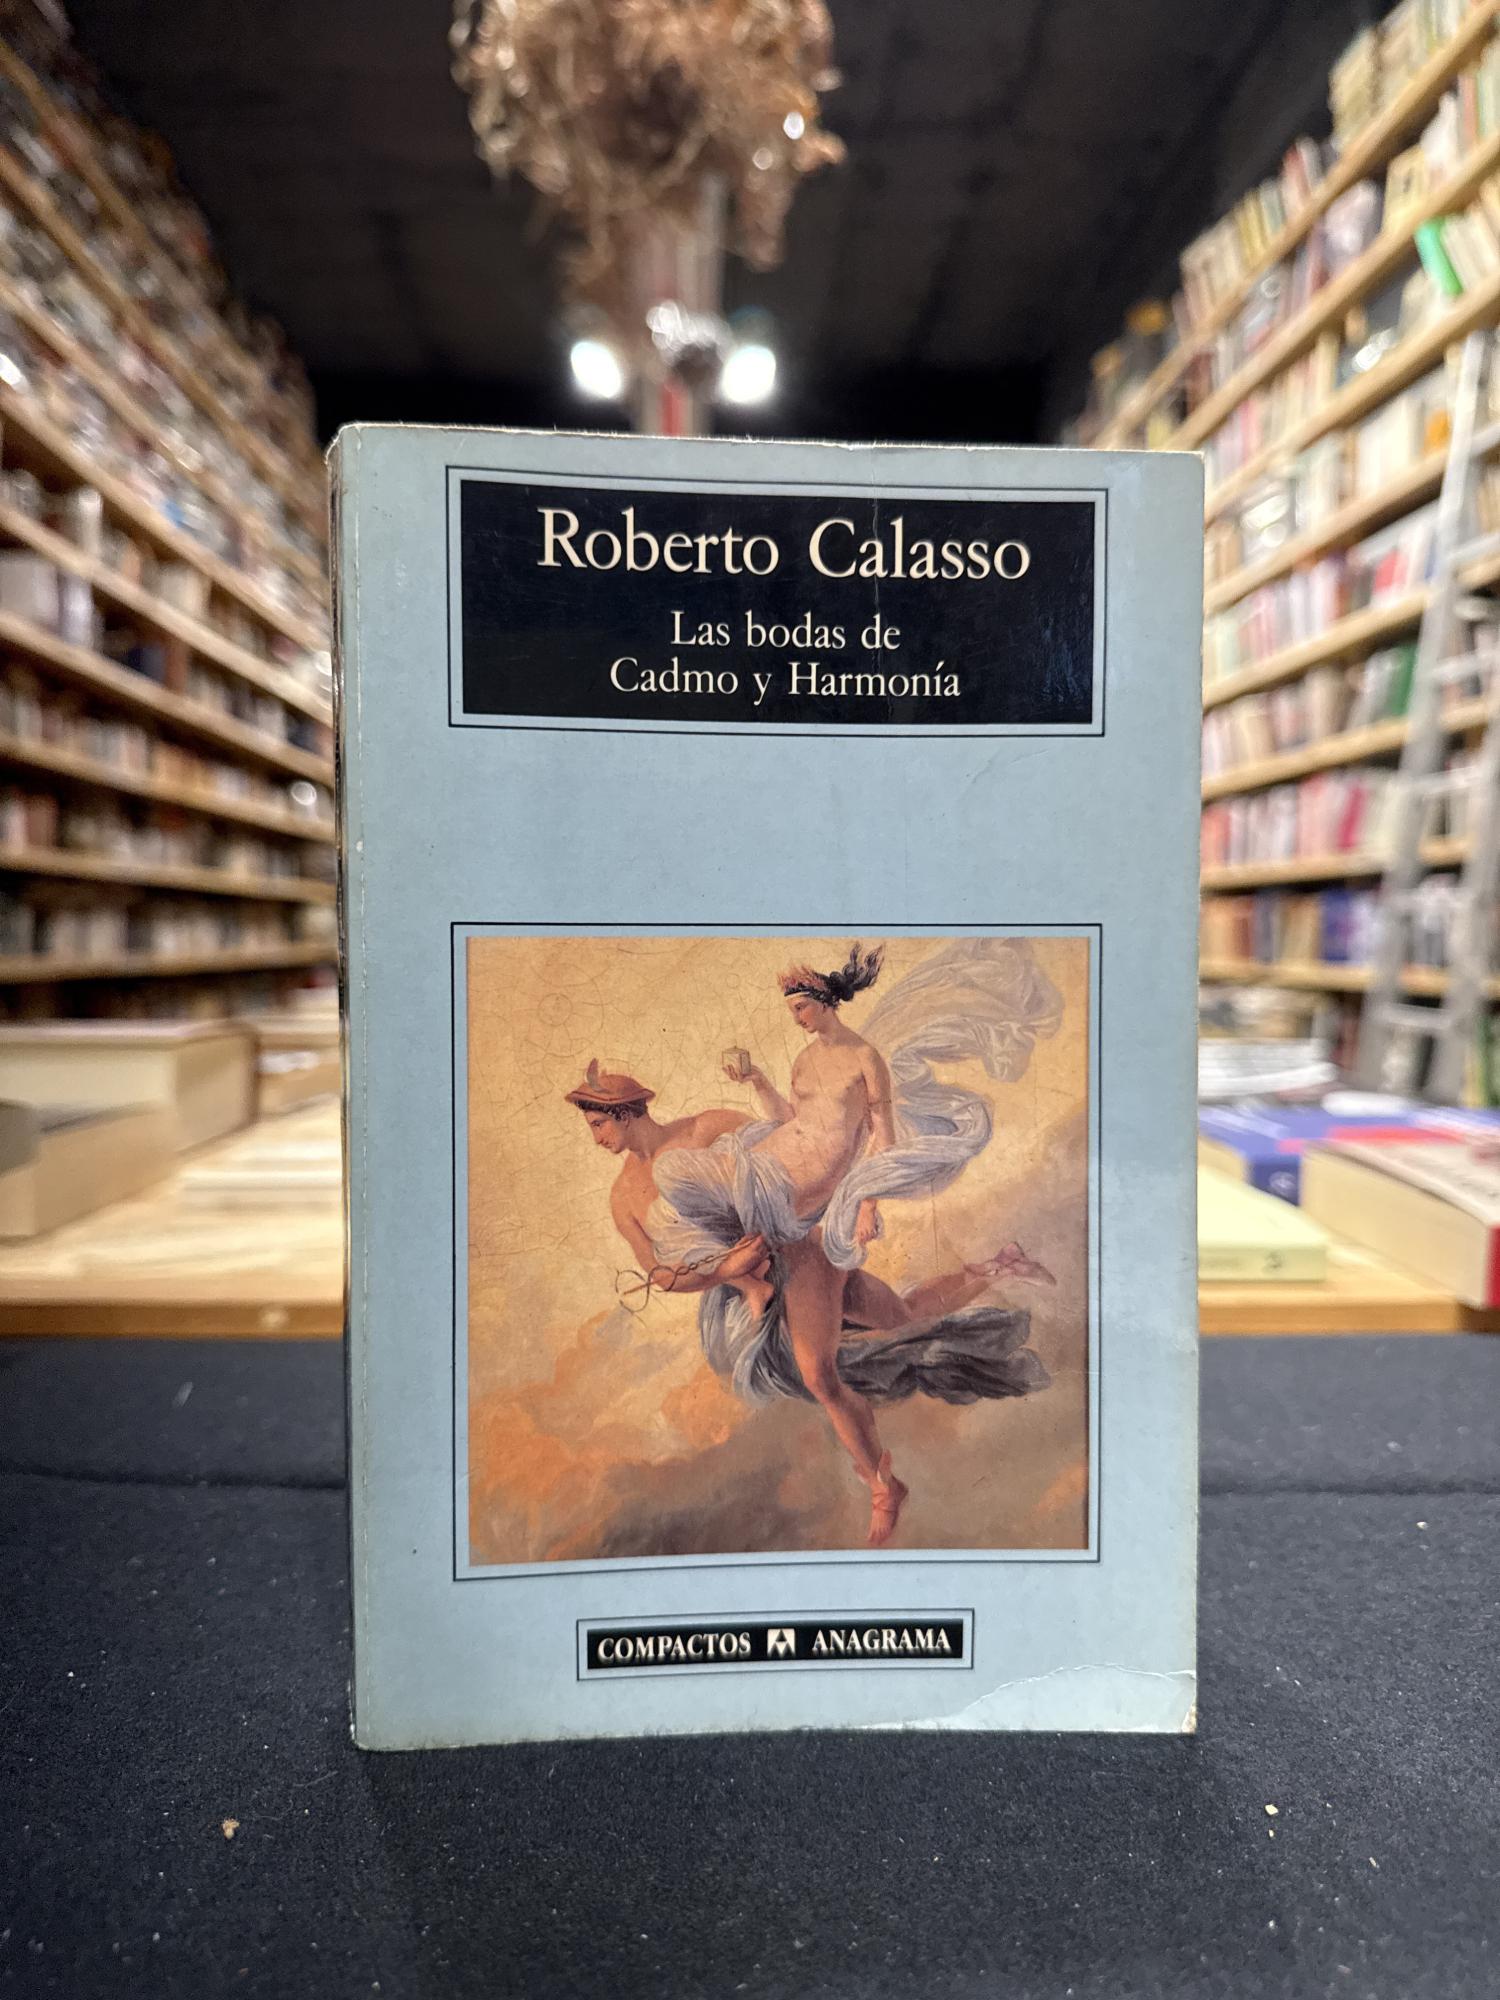 Roberto Calasso
Las bodas de
Cadmo y Harmonía
COMPACTOS ANAGRAMA